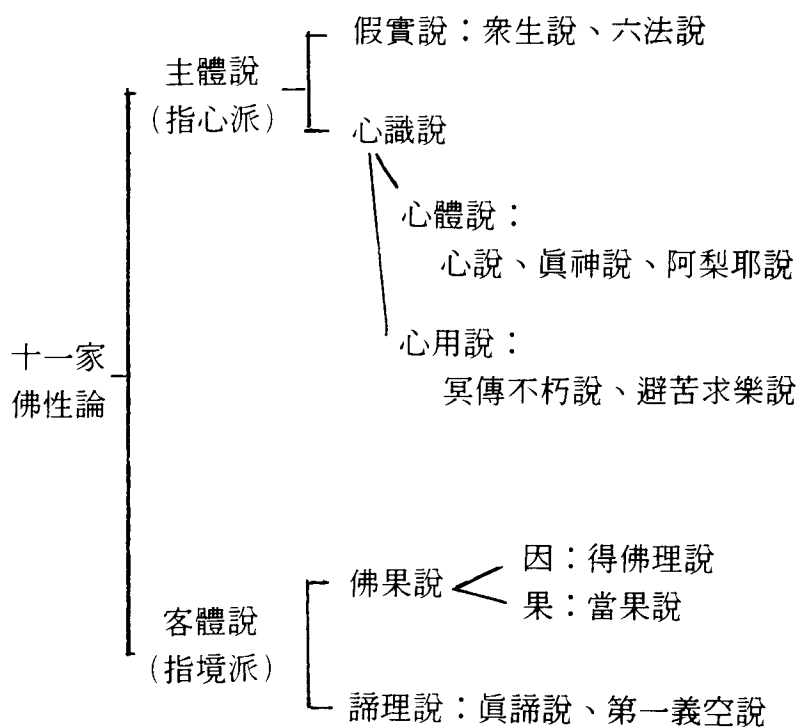 假實說：衆生說、六法說
主體說
（指心派）
心識說
心體說：
心說、眞神說、阿梨耶說
心用說：
冥傳不朽說、避苦求樂說
十一家
佛性論
因：得佛理說
佛果說
果：當果說
客體說
（指境派）
諦理說：眞諦說、第一義空說